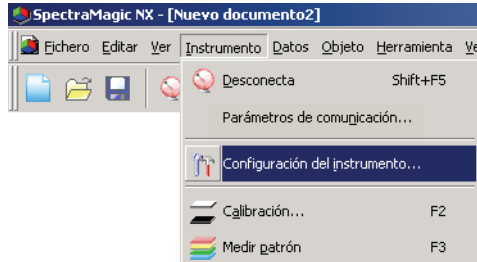 SpectraMagic NX - [Nuevo documento2]
Fichero Editar Ver Instrumento Datos Objeto Herramienta Ve
Desconecta Shift+F5
Parámetros de comunicación...
Configuración del instrumento...
Calibración... F2
Medir patrón F3